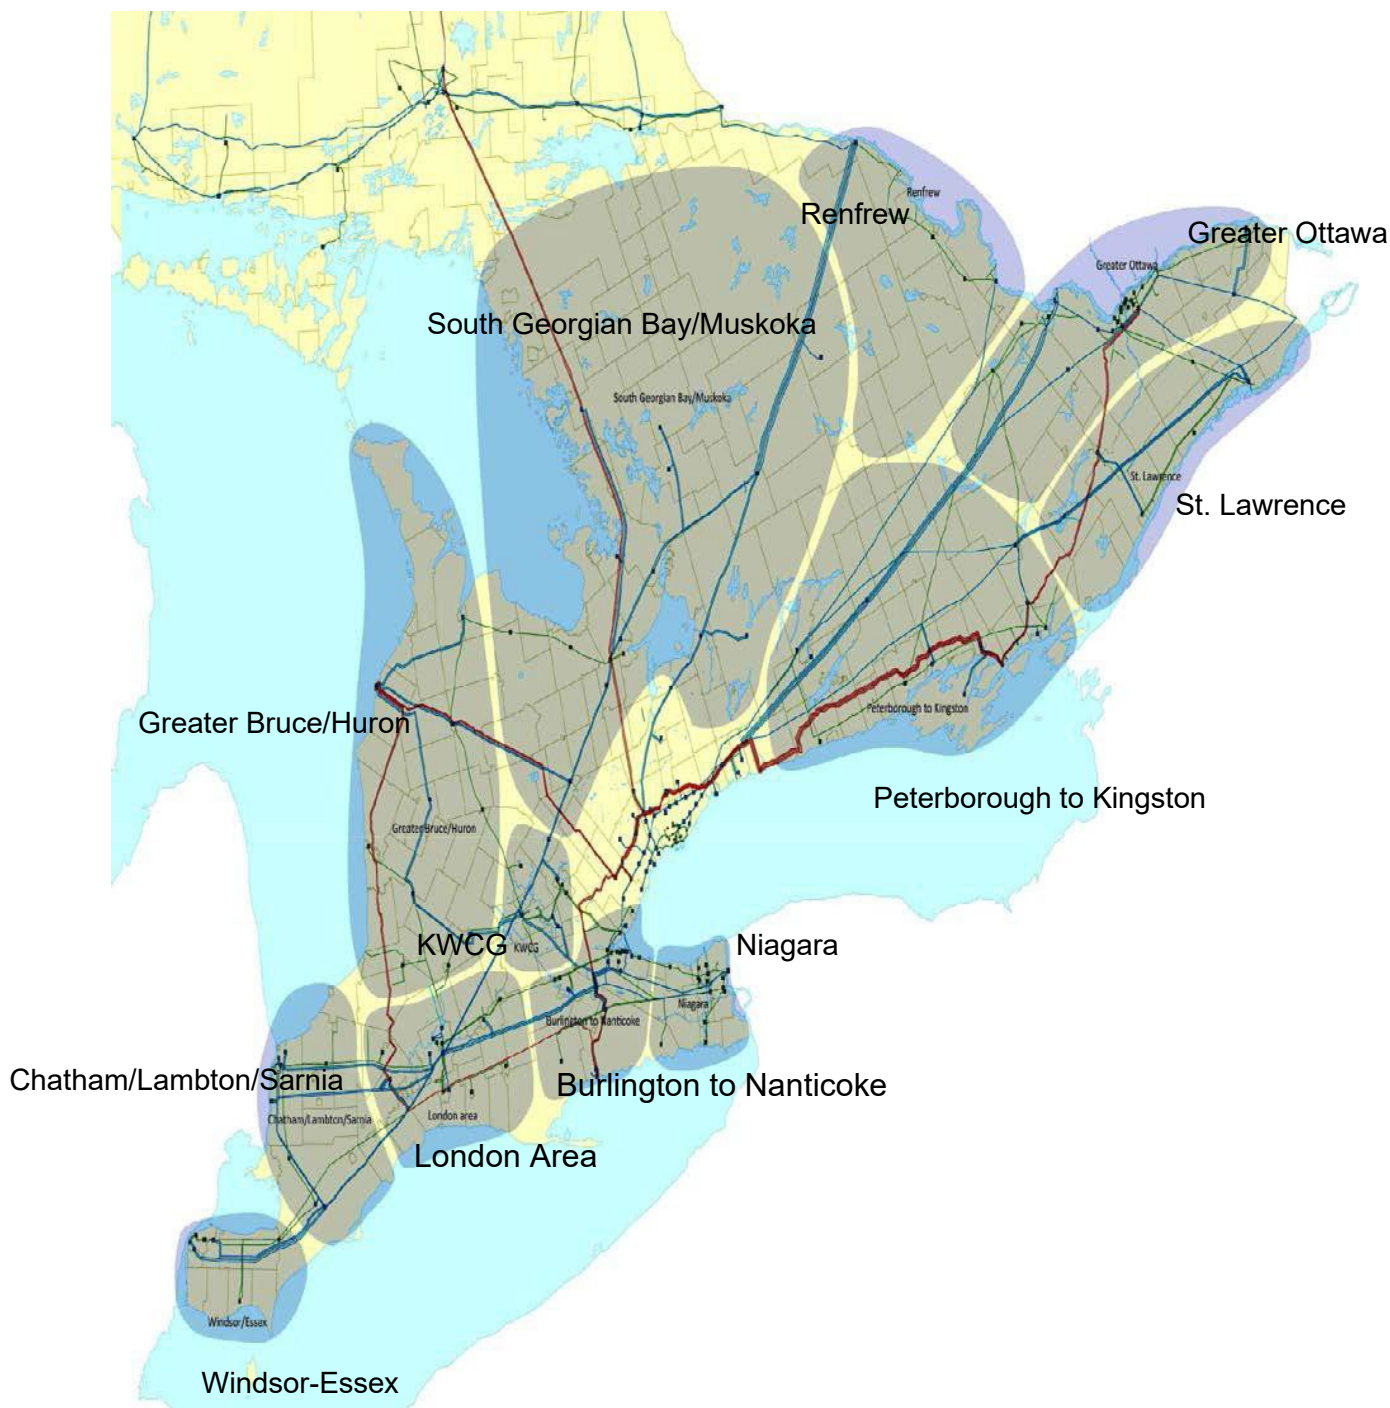 Renfrew
Renfrew
Greater Ottawa
Greater Ottawa
South Georgian Bay/Muskoka
South Georgian Bay/Muskoka
St. Lawrence
St. Lawrence
Peterborough to Kingston
Greater Bruce/Huron
Peterborough to Kingston
Greater Bruce/Huron
KWCG
KWCG
Niagara
Niagara
Burlington to Nanticoke
Chatham/Lambton/Sarnia
Burlington to Nanticoke
Chatham/Lambton/Sarnia
London area
London Area
Windsor/Essex
Windsor-Essex